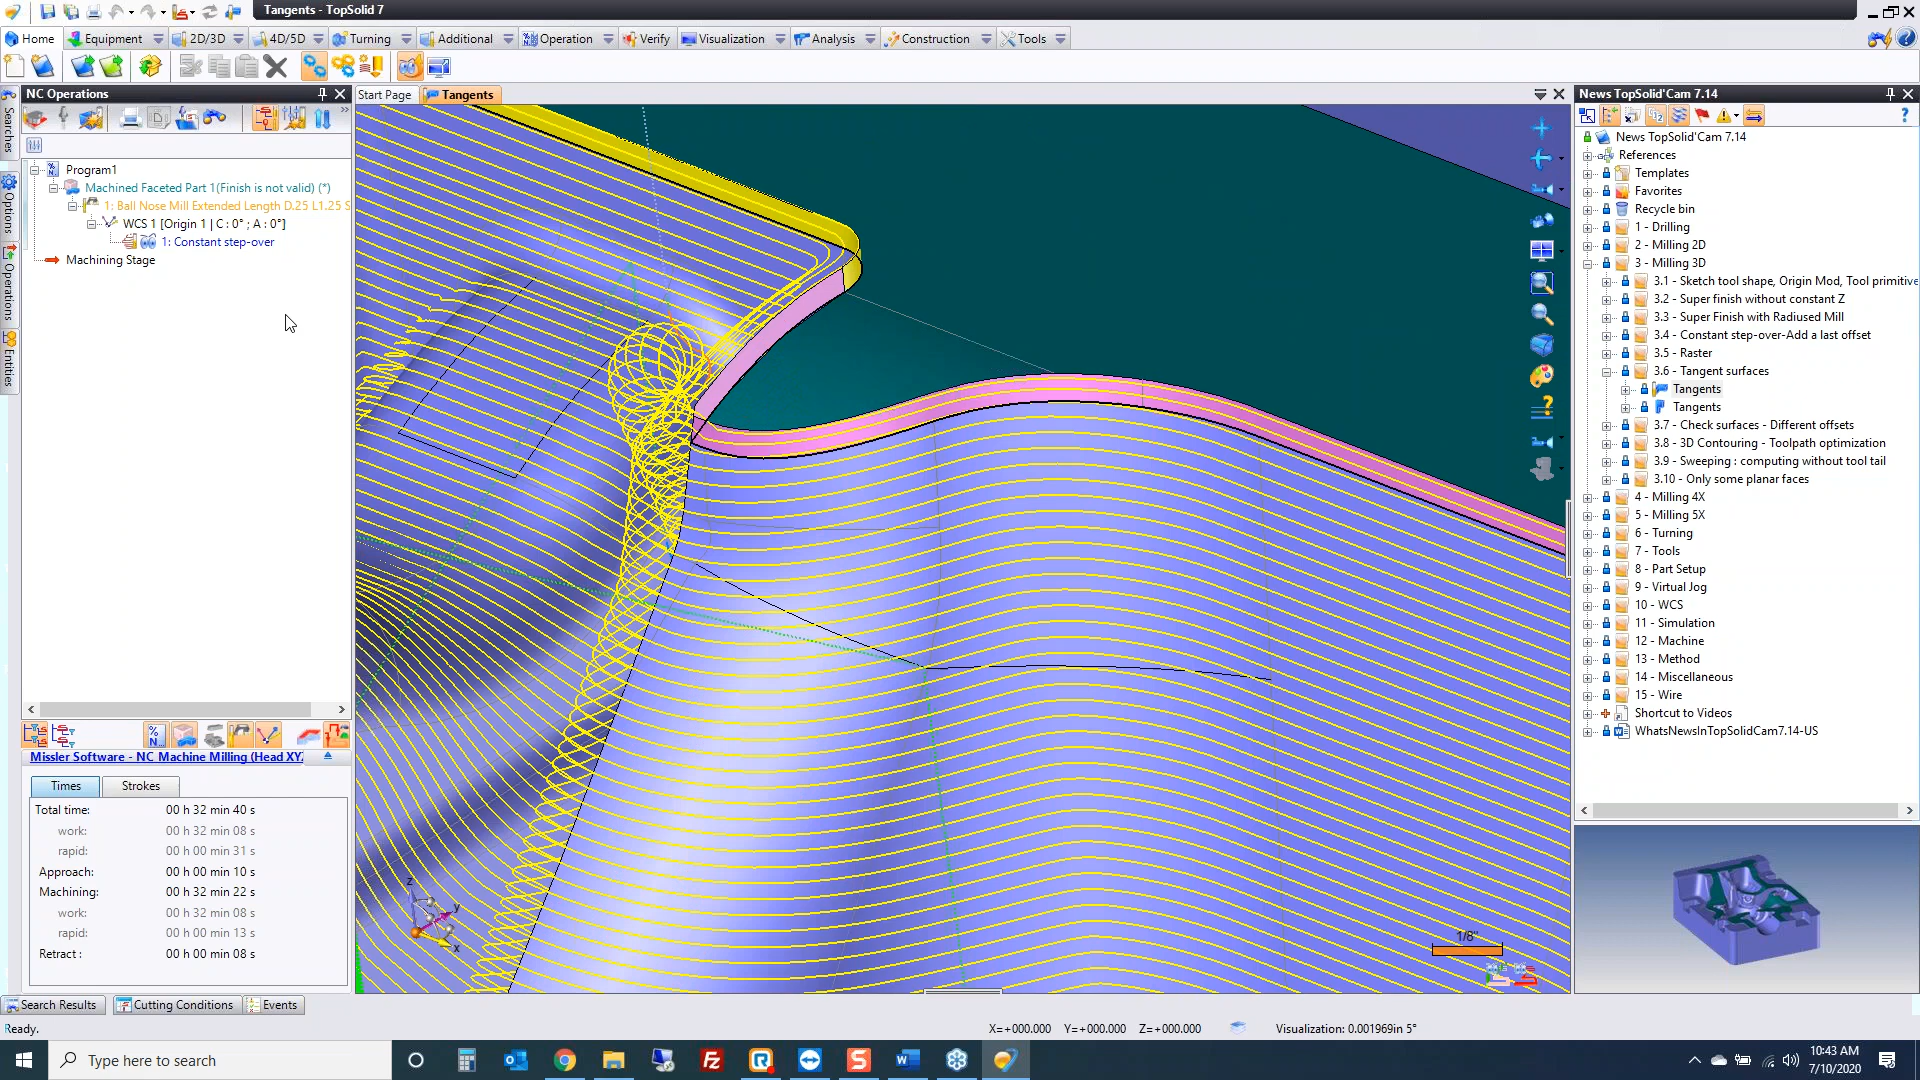 Tangents - TopSolid 7
Home
Equipment
2D/3D
4D/5D
Turning
Additional
Operation
Verify
Visualization
Analysis
Construction
Tools
NC Operations
Start Page
Tangents
News TopSolid'Cam 7.14
Searches
Options
Operations
Entities
Program1
Machined Faceted Part 1(Finish is not valid) (*)
1: Ball Nose Mill Extended Length D.25 L1.25 S
WCS 1 [Origin 1 | C : 0° ; A : 0°]
1: Constant step-over
Machining Stage
News TopSolid'Cam 7.14
References
Templates
Favorites
Recycle bin
1 - Drilling
2 - Milling 2D
3 - Milling 3D
3.1 - Sketch tool shape, Origin Mod, Tool primitive
3.2 - Super finish without constant Z
3.3 - Super Finish with Radiused Mill
3.4 - Constant step-over-Add a last offset
3.5 - Raster
3.6 - Tangent surfaces
Tangents
Tangents
3.7 - Check surfaces - Different offsets
3.8 - 3D Contouring - Toolpath optimization
3.9 - Sweeping : computing without tool tail
3.10 - Only some planar faces
4 - Milling 4X
5 - Milling 5X
6 - Turning
7 - Tools
8 - Part Setup
9 - Virtual Jog
10 - WCS
11 - Simulation
12 - Machine
13 - Method
14 - Miscellaneous
15 - Wire
Shortcut to Videos
WhatsNewsInTopSolidCam7.14-US
Missler Software - NC Machine Milling (Head XYZ
Times
Strokes
Total time: 00 h 32 min 40 s
work: 00 h 32 min 08 s
rapid: 00 h 00 min 31 s
Approach: 00 h 00 min 10 s
Machining: 00 h 32 min 22 s
work: 00 h 32 min 08 s
rapid: 00 h 00 min 13 s
Retract : 00 h 00 min 08 s
z
y
x
1/8"
Search Results
Cutting Conditions
Events
Ready.
X=+000.000 Y=+000.000 Z=+000.000
Visualization: 0.001969in 5°
Type here to search
10:43 AM
7/10/2020